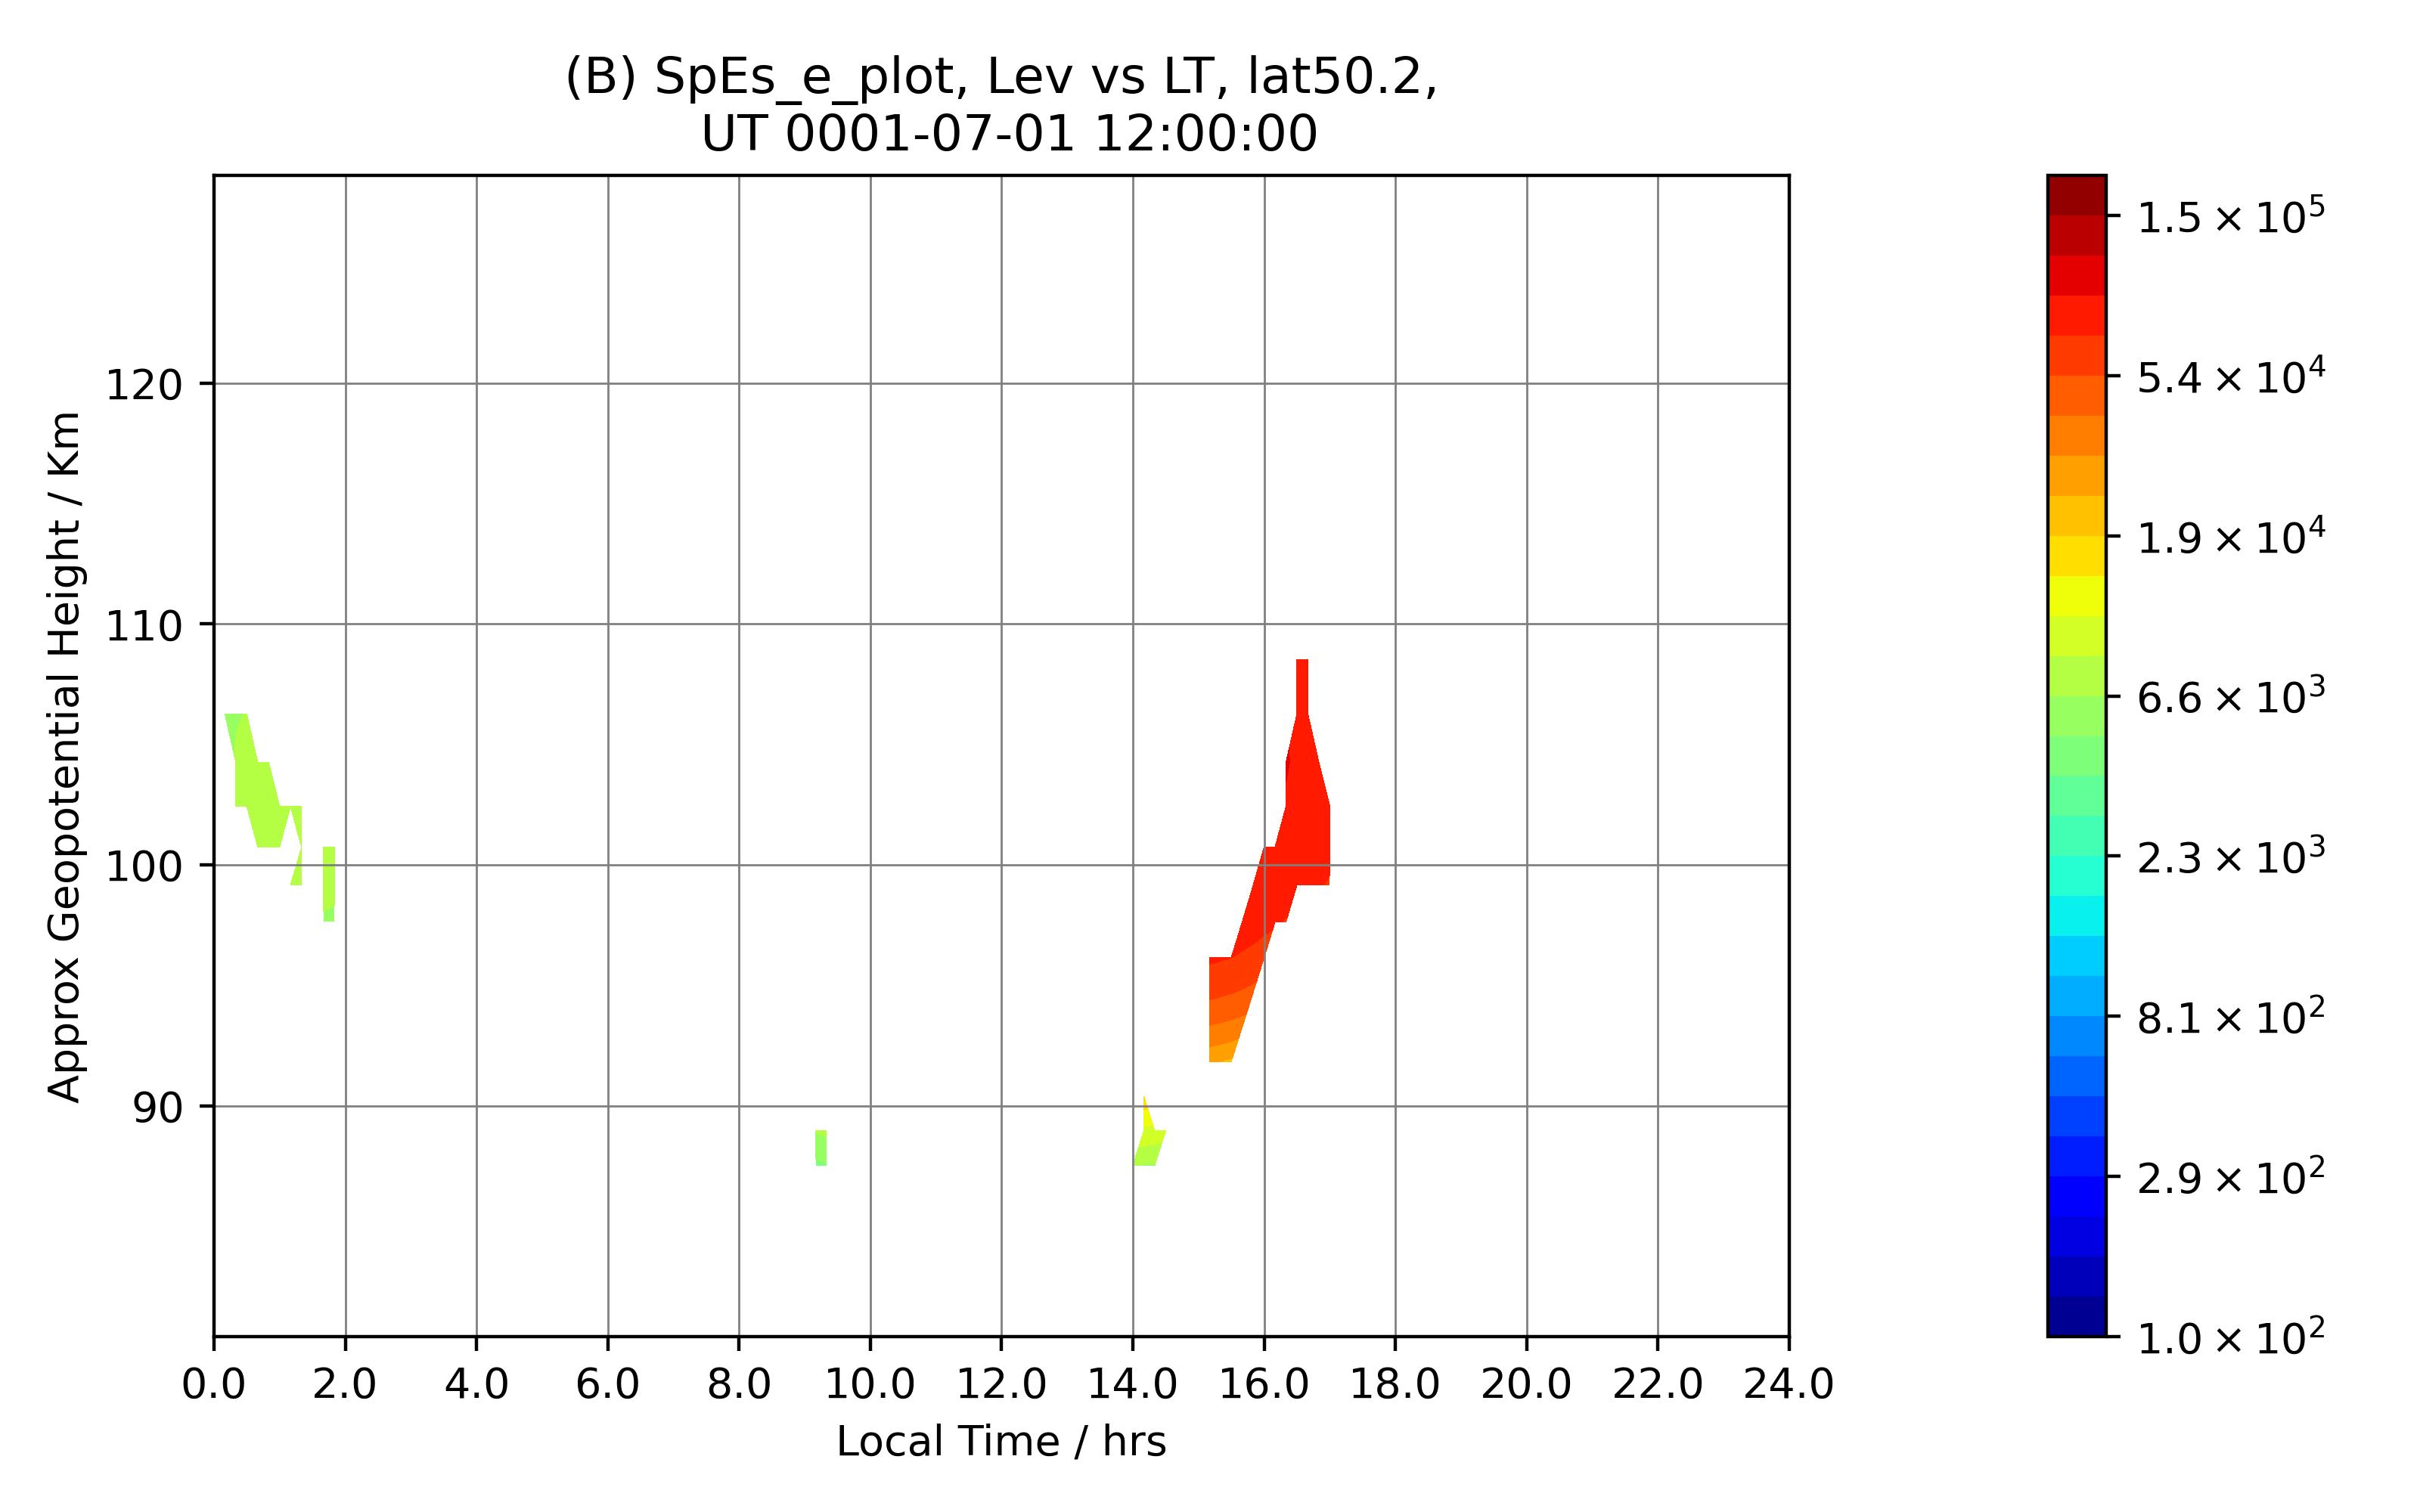 (B) SpEs_e_plot, Lev vs LT, lat50.2,
UT 0001-07-01 12:00:00
Approx Geopotential Height / Km
120
110
100
90
0.0 2.0 4.0 6.0 8.0 10.0 12.0 14.0 16.0 18.0 20.0 22.0 24.0
Local Time / hrs
1.5 × 10⁵
5.4 × 10⁴
1.9 × 10⁴
6.6 × 10³
2.3 × 10³
8.1 × 10²
2.9 × 10²
1.0 × 10²